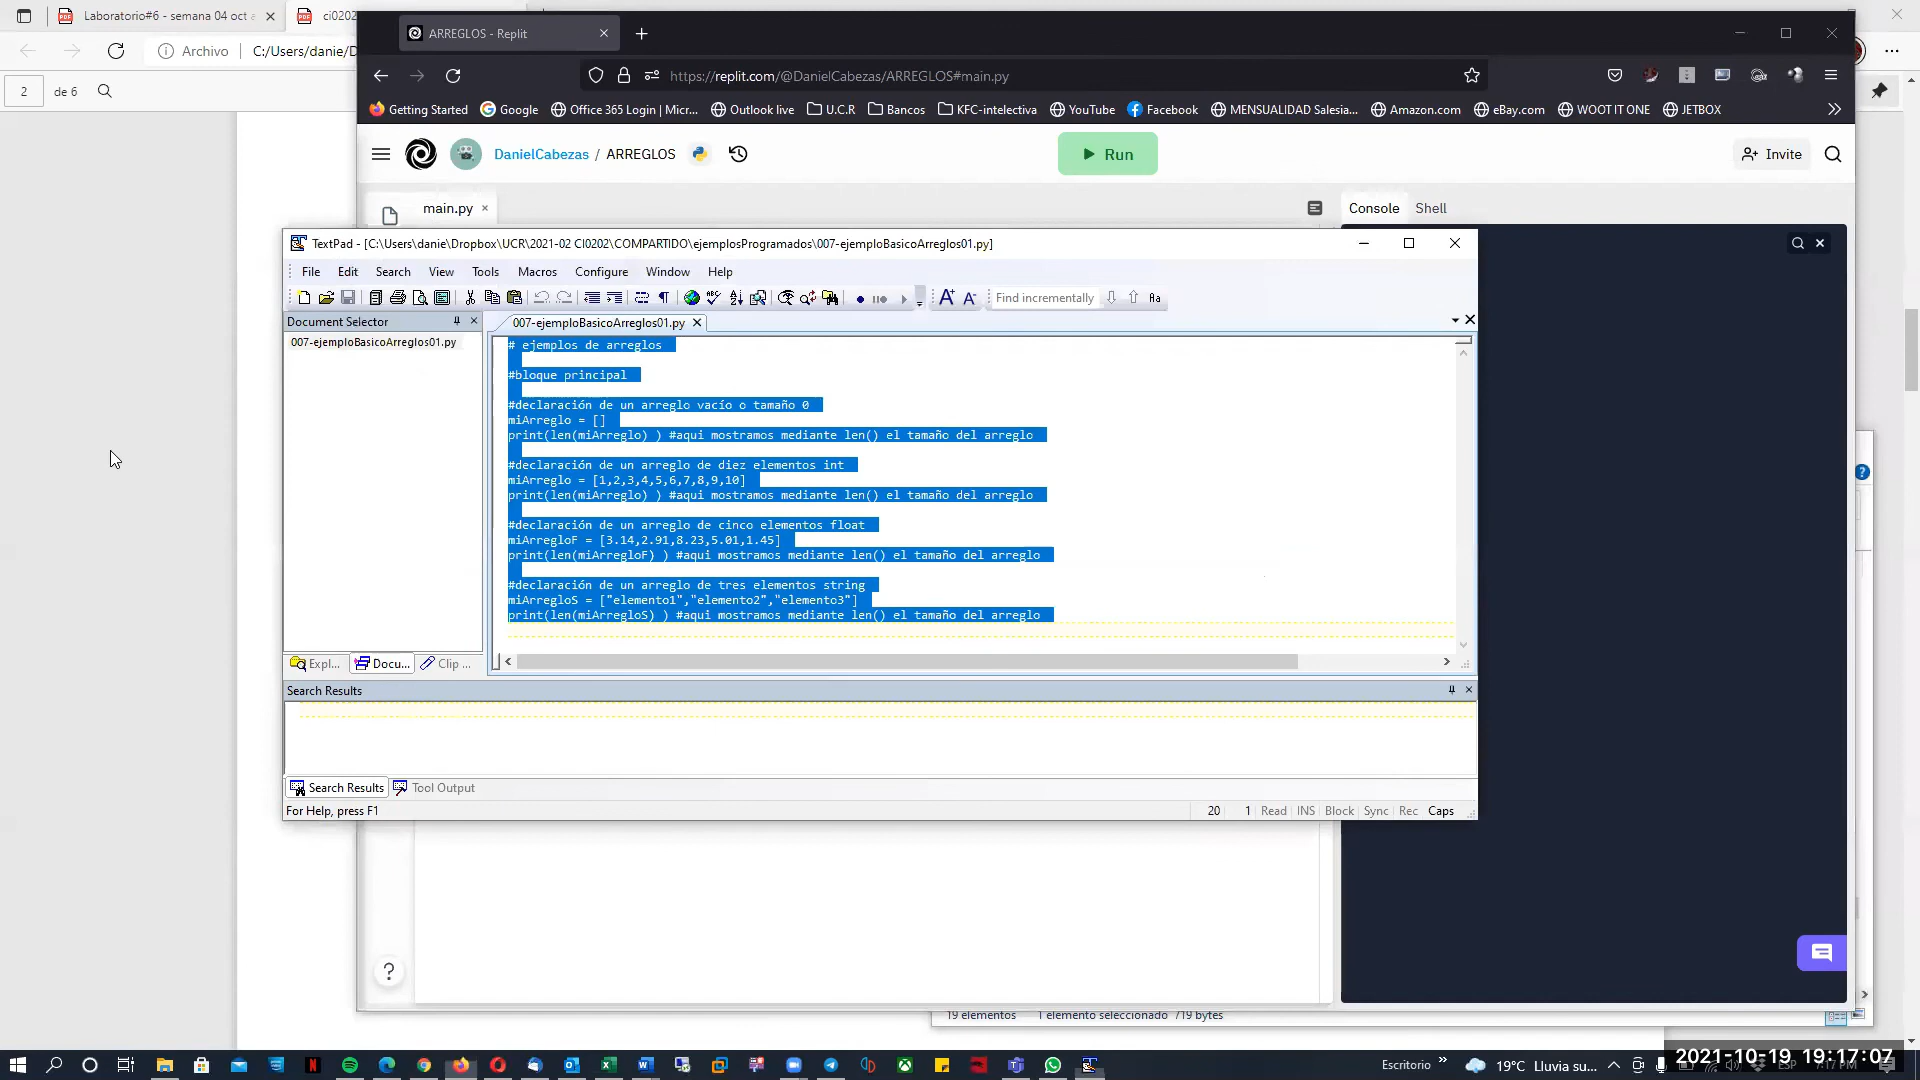 Laboratorio#6 - semana 04 oct a
ci0202
ARREGLOS - Replit
Archivo
C:/Users/danie/D
https://replit.com/@DanielCabezas/ARREGLOS#main.py
2
de 6
Getting Started
Google
Office 365 Login | Micr...
Outlook live
U.C.R
Bancos
KFC-intelectiva
YouTube
Facebook
MENSUALIDAD Salesia...
Amazon.com
eBay.com
WOOT IT ONE
JETBOX
DanielCabezas / ARREGLOS
Run
Invite
main.py
Console
Shell
TextPad - [C:\Users\danie\Dropbox\UCR\2021-02 CI0202\COMPARTIDO\ejemplosProgramados\007-ejemploBasicoArreglos01.py]
File Edit Search View Tools Macros Configure Window Help
Find incrementally
Document Selector
007-ejemploBasicoArreglos01.py
007-ejemploBasicoArreglos01.py
# ejemplos de arreglos
#bloque principal
#declaración de un arreglo vacío o tamaño 0
miArreglo = []
print(len(miArreglo) ) #aqui mostramos mediante len() el tamaño del arreglo
#declaración de un arreglo de diez elementos int
miArreglo = [1,2,3,4,5,6,7,8,9,10]
print(len(miArreglo) ) #aqui mostramos mediante len() el tamaño del arreglo
#declaración de un arreglo de cinco elementos float
miArregloF = [3.14,2.91,8.23,5.01,1.45]
print(len(miArregloF) ) #aqui mostramos mediante len() el tamaño del arreglo
#declaración de un arreglo de tres elementos string
miArregloS = ["elemento1","elemento2","elemento3"]
print(len(miArregloS) ) #aqui mostramos mediante len() el tamaño del arreglo
Expl...
Docu...
Clip ...
Search Results
Search Results
Tool Output
For Help, press F1
20 1 Read INS Block Sync Rec Caps
19 elementos
1 elemento seleccionado 719 bytes
Escritorio
19°C Lluvia su...
2021-10-19 19:17:07
ESP
7:17 PM